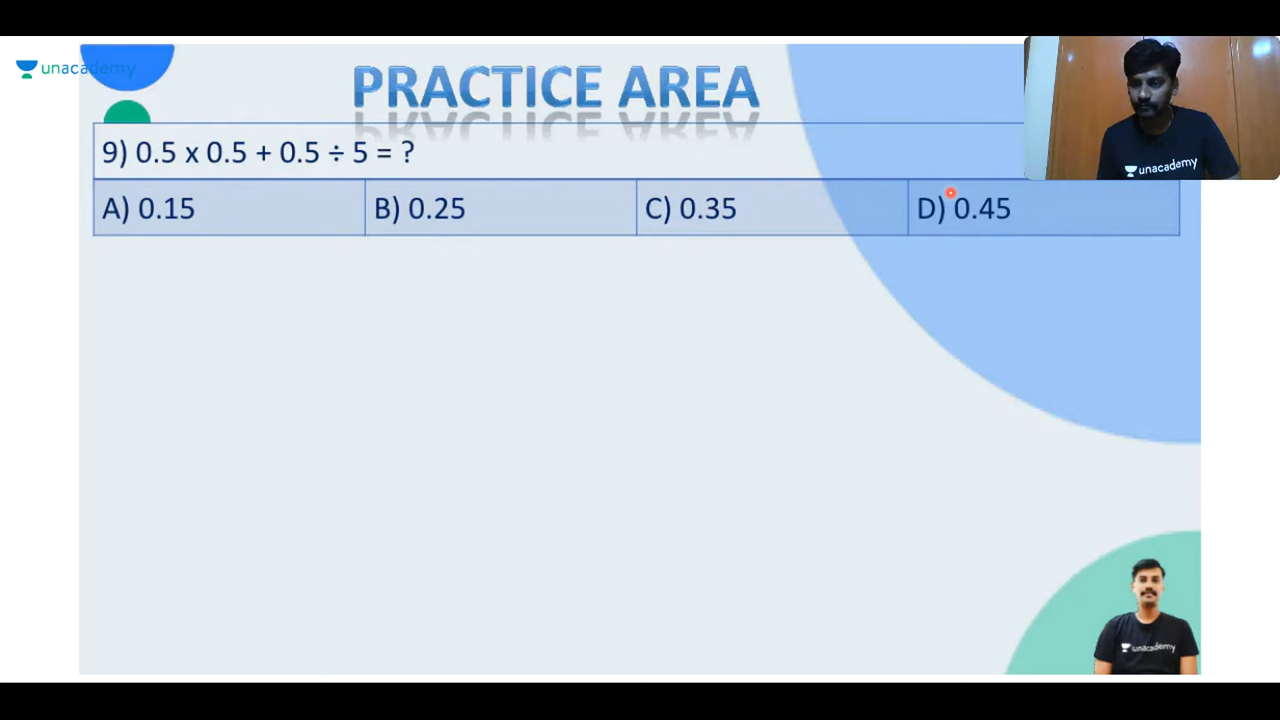 unacademy
PRACTICE AREA
unacademy
9) 0.5 x 0.5 + 0.5 ÷ 5 = ?
A) 0.15
B) 0.25
C) 0.35
D) 0.45
unacademy